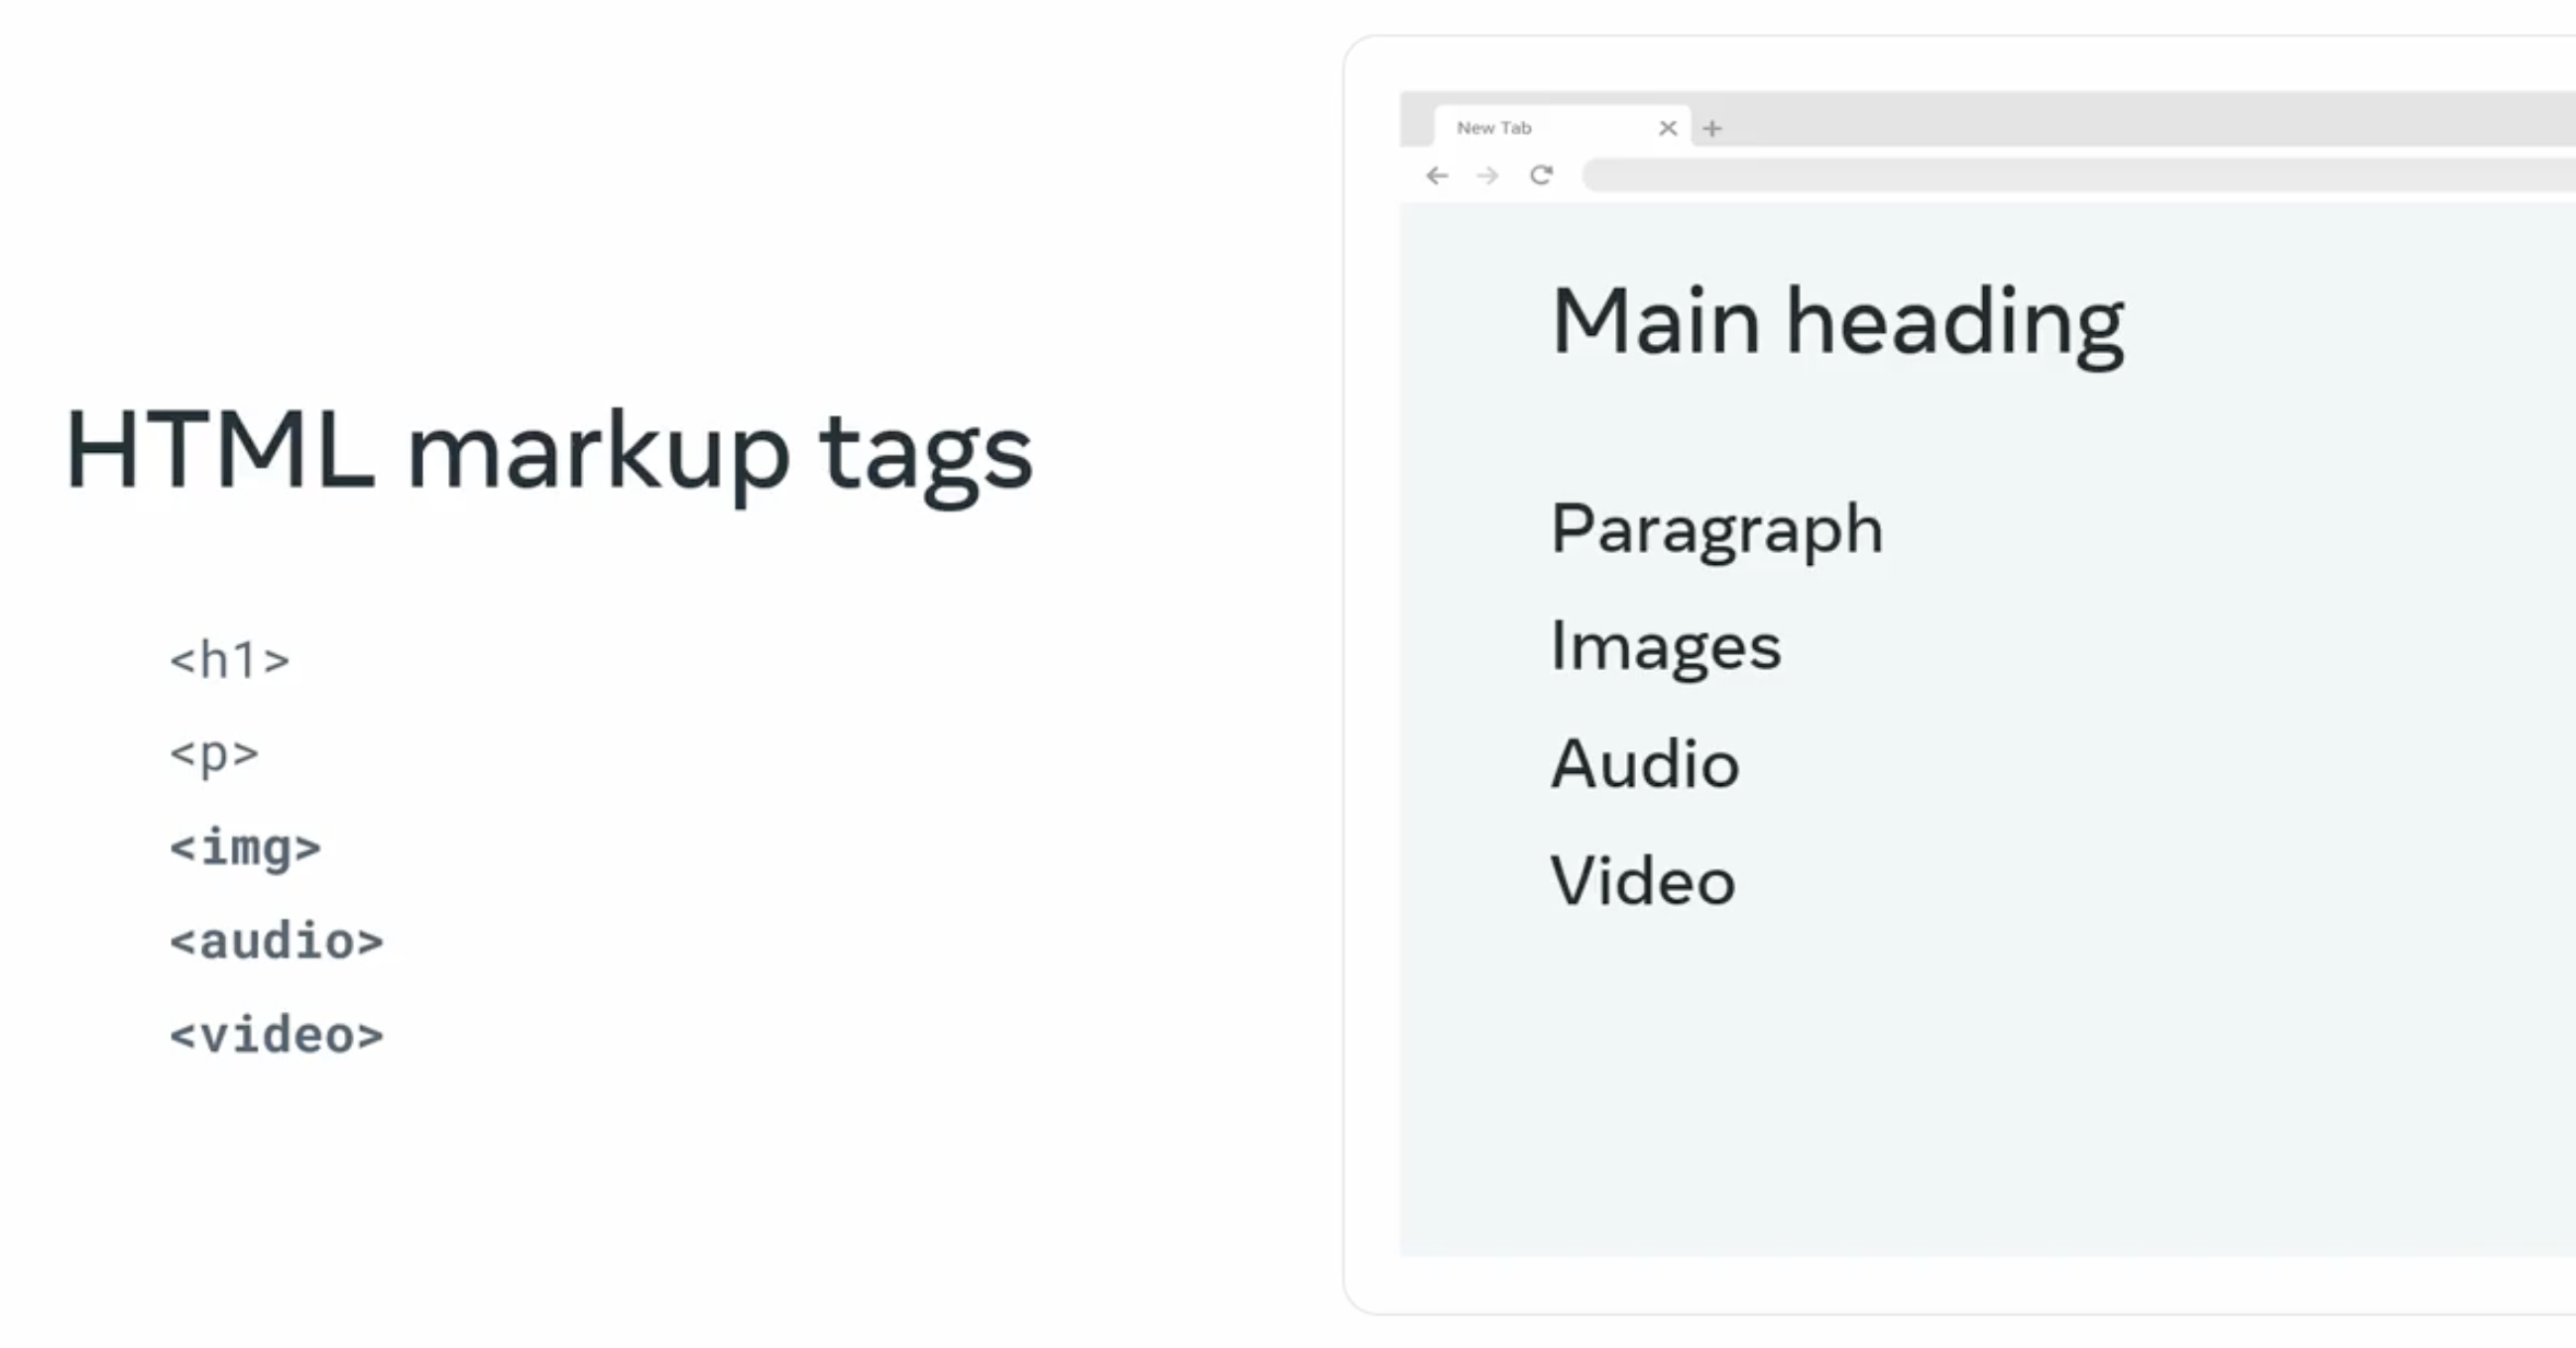 HTML markup tags
<h1>
<p>
<img>
<audio>
<video>
New Tab
Main heading
Paragraph
Images
Audio
Video